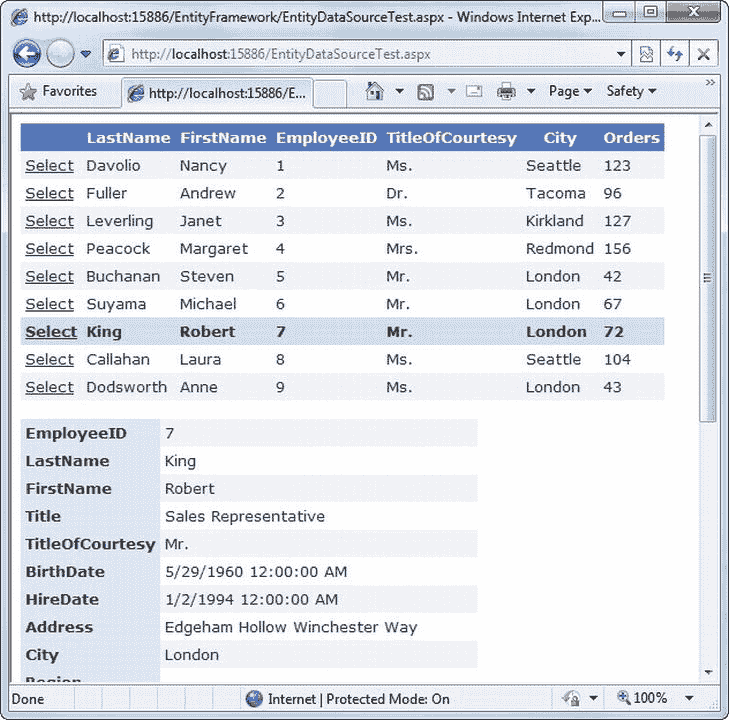 http://localhost:15886/EntityFramework/EntityDataSourceTest.aspx - Windows Internet Exp...
http://localhost:15886/EntityDataSourceTest.aspx
Favorites http://localhost:15886/E... Page Safety »
LastName FirstName EmployeeID TitleOfCourtesy City Orders
Select Davolio Nancy 1 Ms. Seattle 123
Select Fuller Andrew 2 Dr. Tacoma 96
Select Leverling Janet 3 Ms. Kirkland 127
Select Peacock Margaret 4 Mrs. Redmond 156
Select Buchanan Steven 5 Mr. London 42
Select Suyama Michael 6 Mr. London 67
Select King Robert 7 Mr. London 72
Select Callahan Laura 8 Ms. Seattle 104
Select Dodsworth Anne 9 Ms. London 43
EmployeeID 7
LastName King
FirstName Robert
Title Sales Representative
TitleOfCourtesy Mr.
BirthDate 5/29/1960 12:00:00 AM
HireDate 1/2/1994 12:00:00 AM
Address Edgeham Hollow Winchester Way
City London
Region
Done Internet | Protected Mode: On 100%